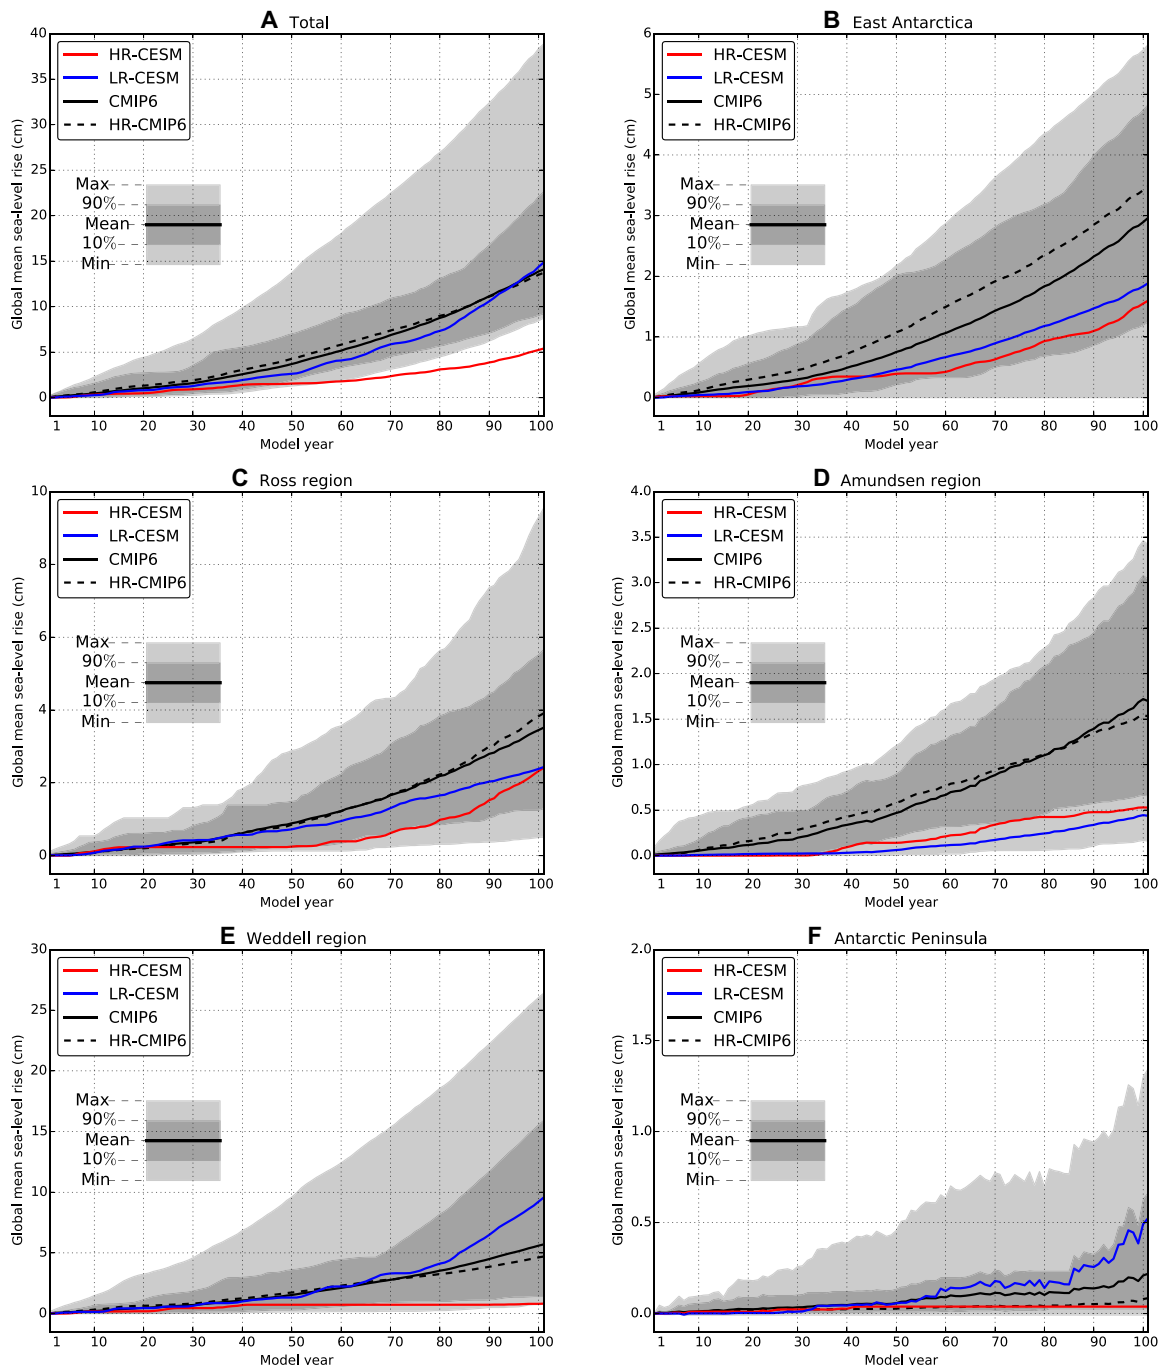 A Total
Global mean sea-level rise (cm)
40
35
30
25
20
15
10
5
0
HR-CESM
LR-CESM
CMIP6
HR-CMIP6
Max
90%
Mean
10%
Min
1 10 20 30 40 50 60 70 80 90 100
Model year
B East Antarctica
Global mean sea-level rise (cm)
6
5
4
3
2
1
0
HR-CESM
LR-CESM
CMIP6
HR-CMIP6
Max
90%
Mean
10%
Min
1 10 20 30 40 50 60 70 80 90 100
Model year
C Ross region
Global mean sea-level rise (cm)
10
8
6
4
2
0
HR-CESM
LR-CESM
CMIP6
HR-CMIP6
Max
90%
Mean
10%
Min
1 10 20 30 40 50 60 70 80 90 100
Model year
D Amundsen region
Global mean sea-level rise (cm)
4.0
3.5
3.0
2.5
2.0
1.5
1.0
0.5
0.0
HR-CESM
LR-CESM
CMIP6
HR-CMIP6
Max
90%
Mean
10%
Min
1 10 20 30 40 50 60 70 80 90 100
Model year
E Weddell region
Global mean sea-level rise (cm)
30
25
20
15
10
5
0
HR-CESM
LR-CESM
CMIP6
HR-CMIP6
Max
90%
Mean
10%
Min
1 10 20 30 40 50 60 70 80 90 100
Model year
F Antarctic Peninsula
Global mean sea-level rise (cm)
2.0
1.5
1.0
0.5
0.0
HR-CESM
LR-CESM
CMIP6
HR-CMIP6
Max
90%
Mean
10%
Min
1 10 20 30 40 50 60 70 80 90 100
Model year